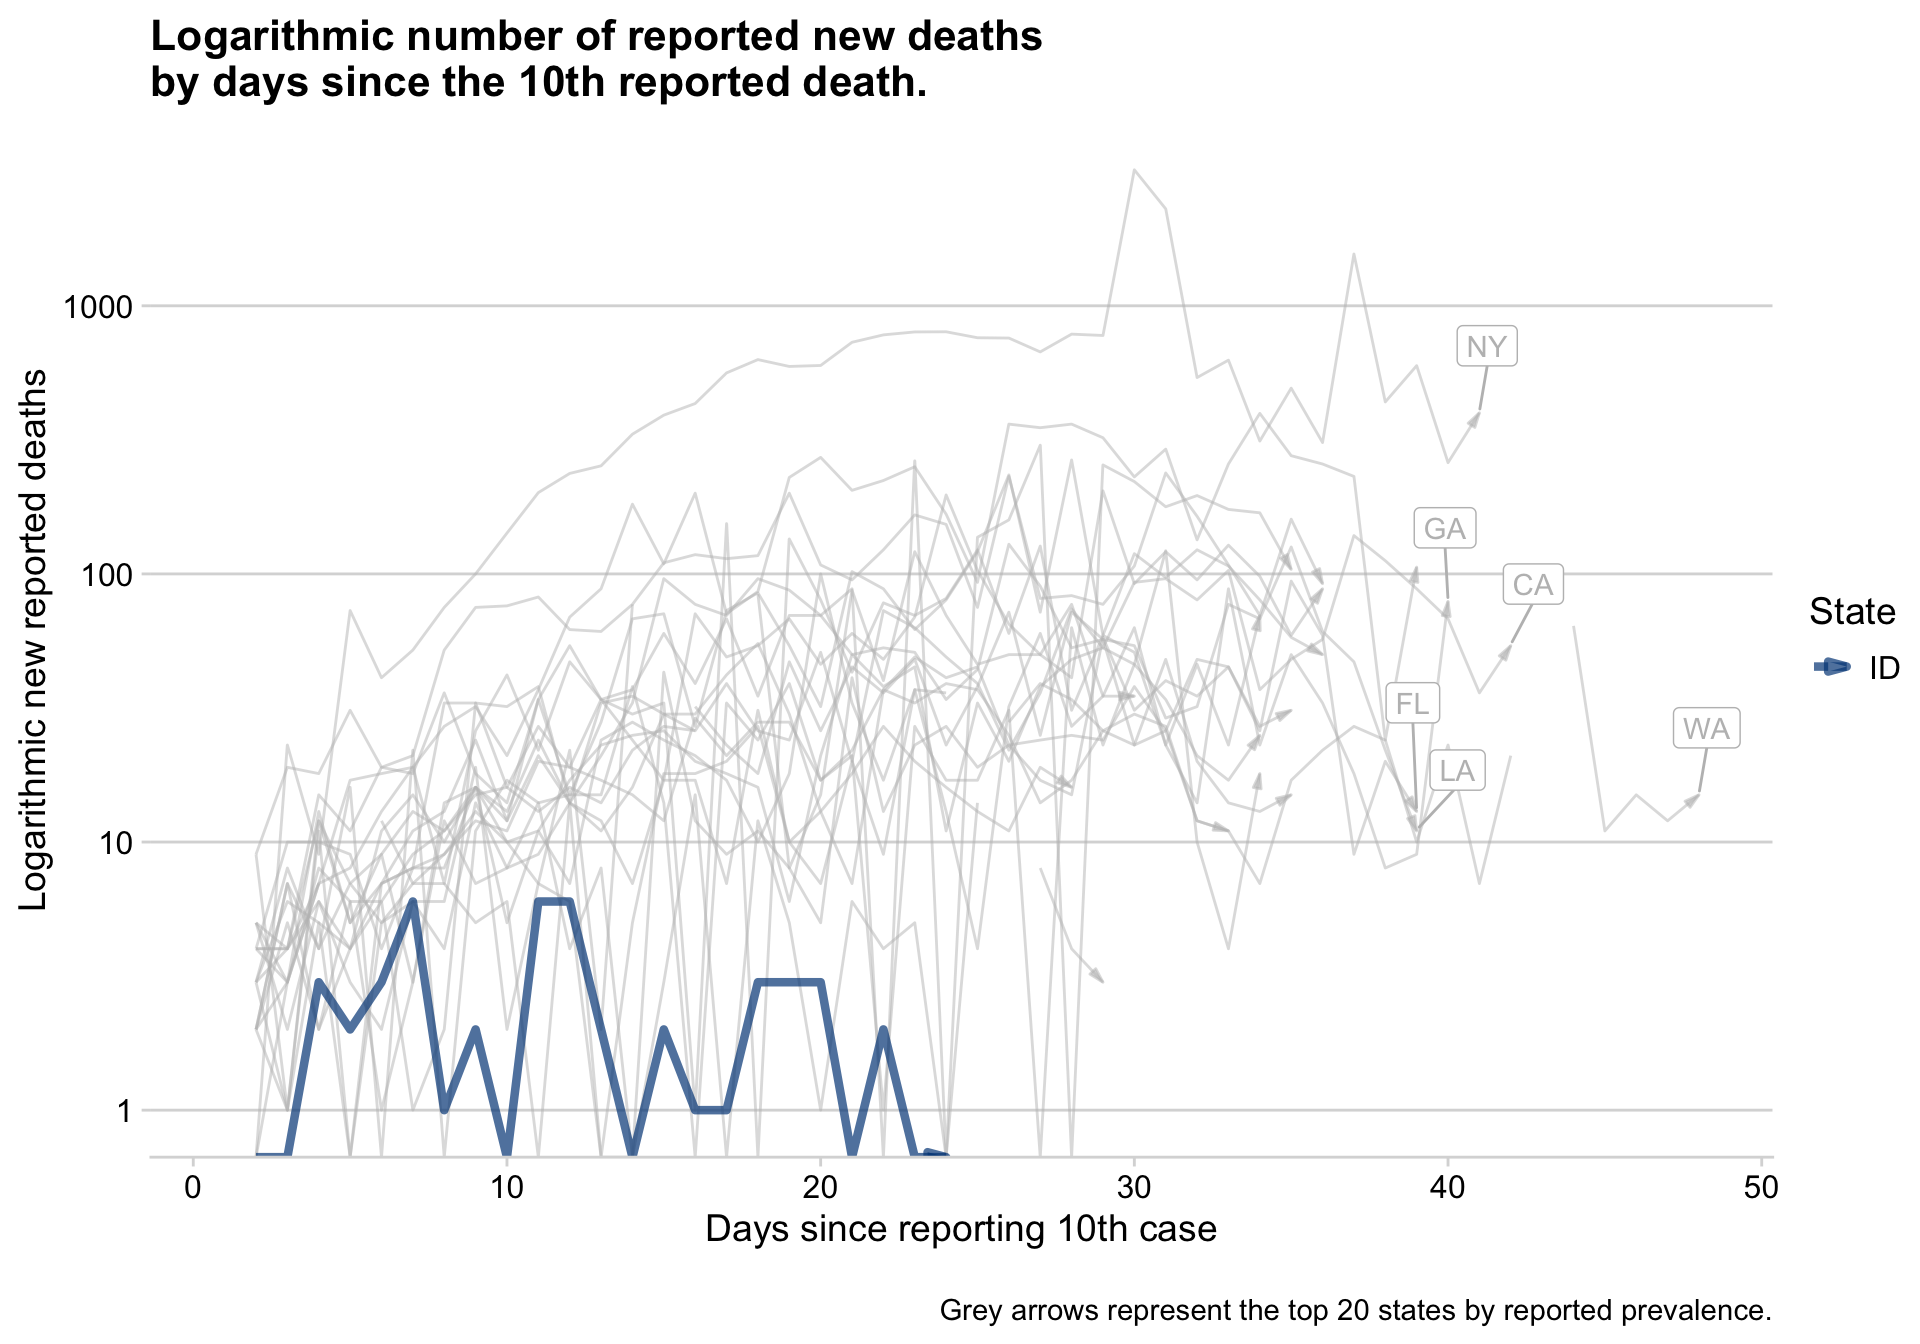 Logarithmic number of reported new deaths
by days since the 10th reported death.
Logarithmic new reported deaths
1000
100
10
1
NY
GA
CA
FL
WA
LA
State
ID
0
10
20
30
40
50
Days since reporting 10th case
Grey arrows represent the top 20 states by reported prevalence.